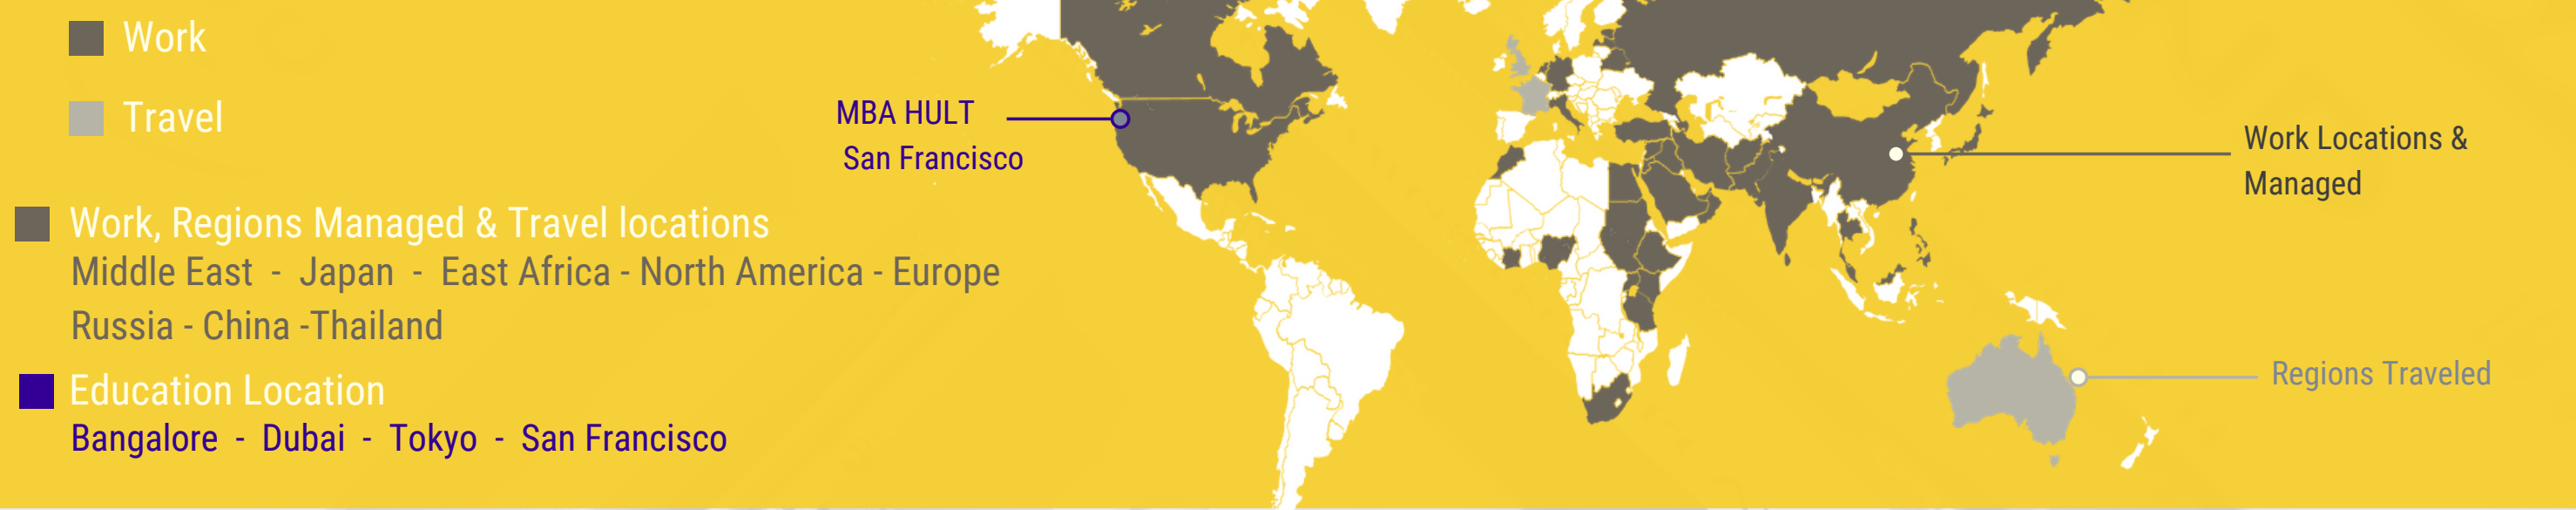 Work
Travel
Work, Regions Managed & Travel locations
Middle East - Japan - East Africa - North America - Europe
Russia - China -Thailand
Education Location
Bangalore - Dubai - Tokyo - San Francisco
MBA HULT
San Francisco
Work Locations &
Managed
Regions Traveled